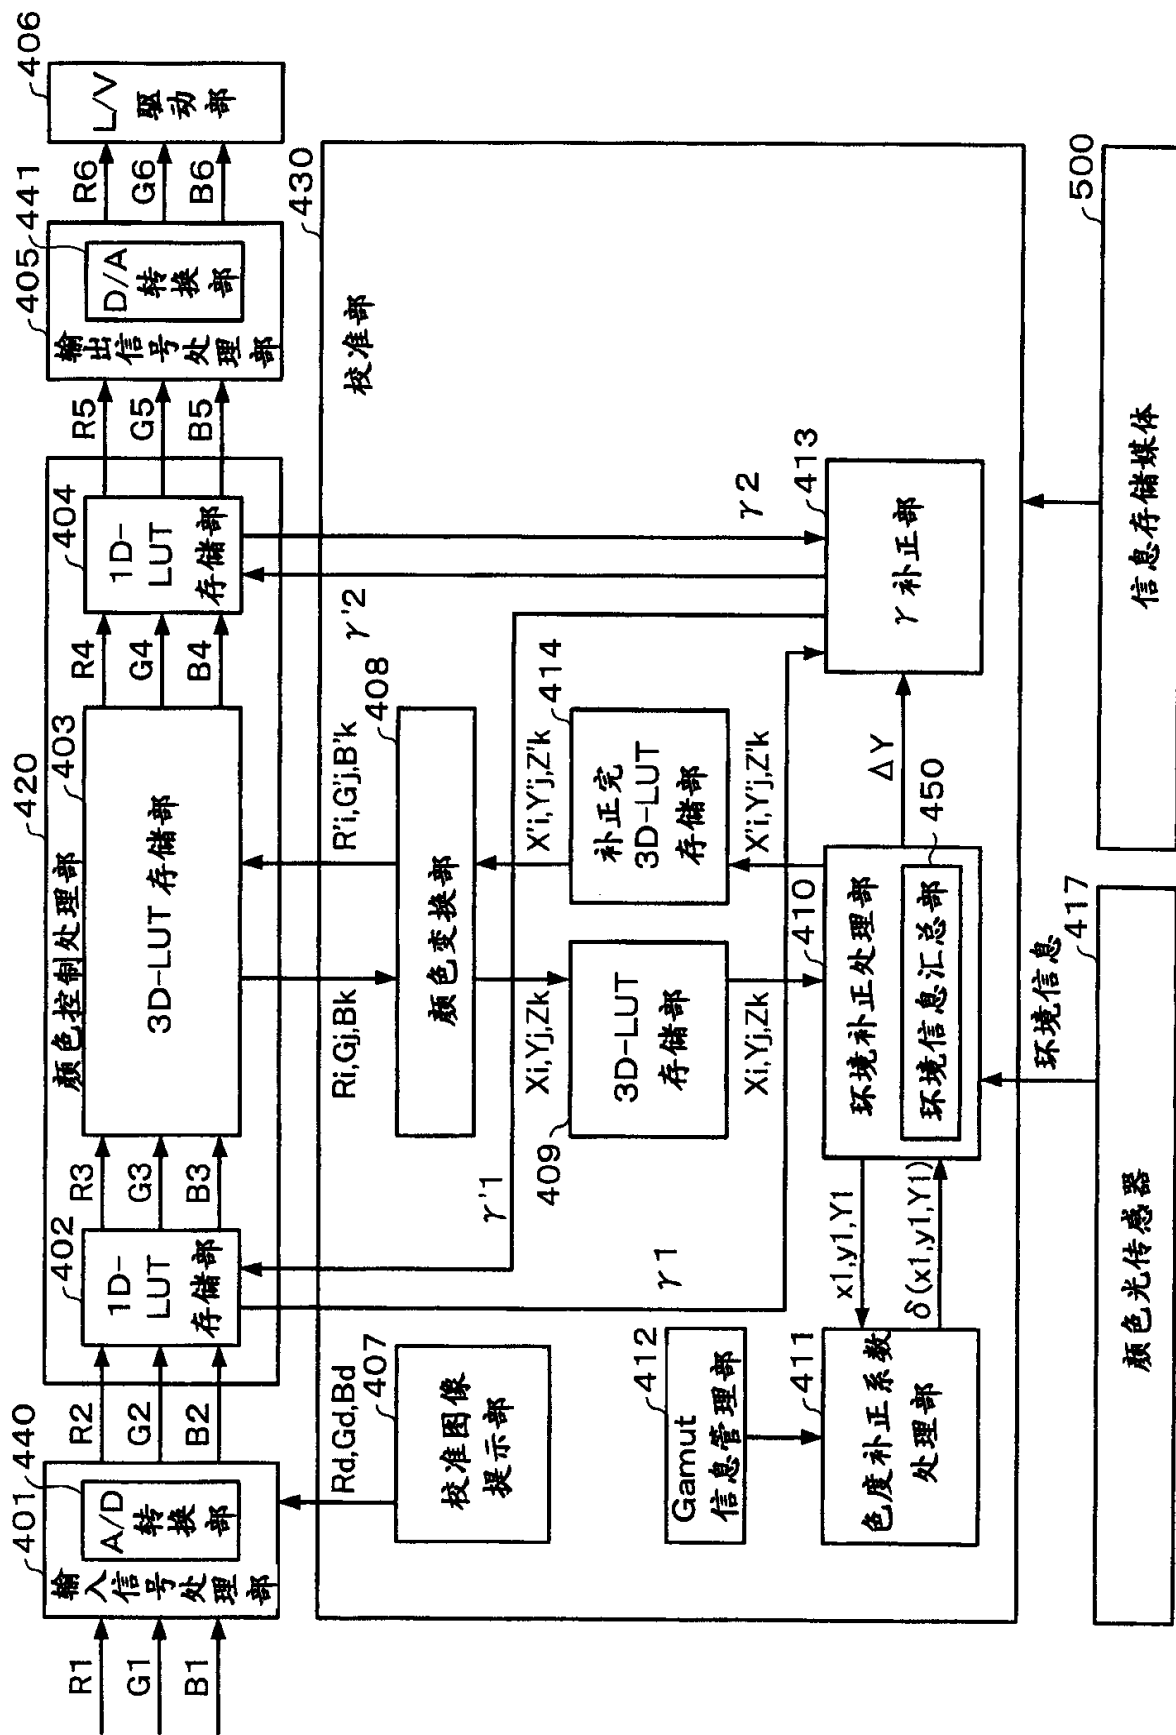 R1
G1
B1
401
440
输入信号处理部
A/D
转换部
R2
G2
B2
420
颜色控制处理部
402
1D-
LUT
存储部
R3
G3
B3
403
3D-LUT 存储部
R4
G4
B4
404
1D-
LUT
存储部
R5
G5
B5
405
441
输出信号处理部
D/A
转换部
R6
G6
B6
406
L/V
驱动部
430
校准部
Rd,Gd,Bd
407
校准图像
提示部
γ'1
γ1
Ri,Gj,Bk
R'i,G'j,B'k
408
颜色变换部
γ'2
γ2
Xi,Yj,Zk
X'i,Y'j,Z'k
409
3D-LUT
存储部
414
补正完
3D-LUT
存储部
Xi,Yj,Zk
X'i,Y'j,Z'k
412
Gamut
信息管理部
411
色度补正系数
处理部
x1,y1,Y1
δ(x1,y1,Y1)
410
环境补正处理部
450
环境信息汇总部
ΔY
413
γ 补正部
环境信息
417
颜色光传感器
500
信息存储媒体